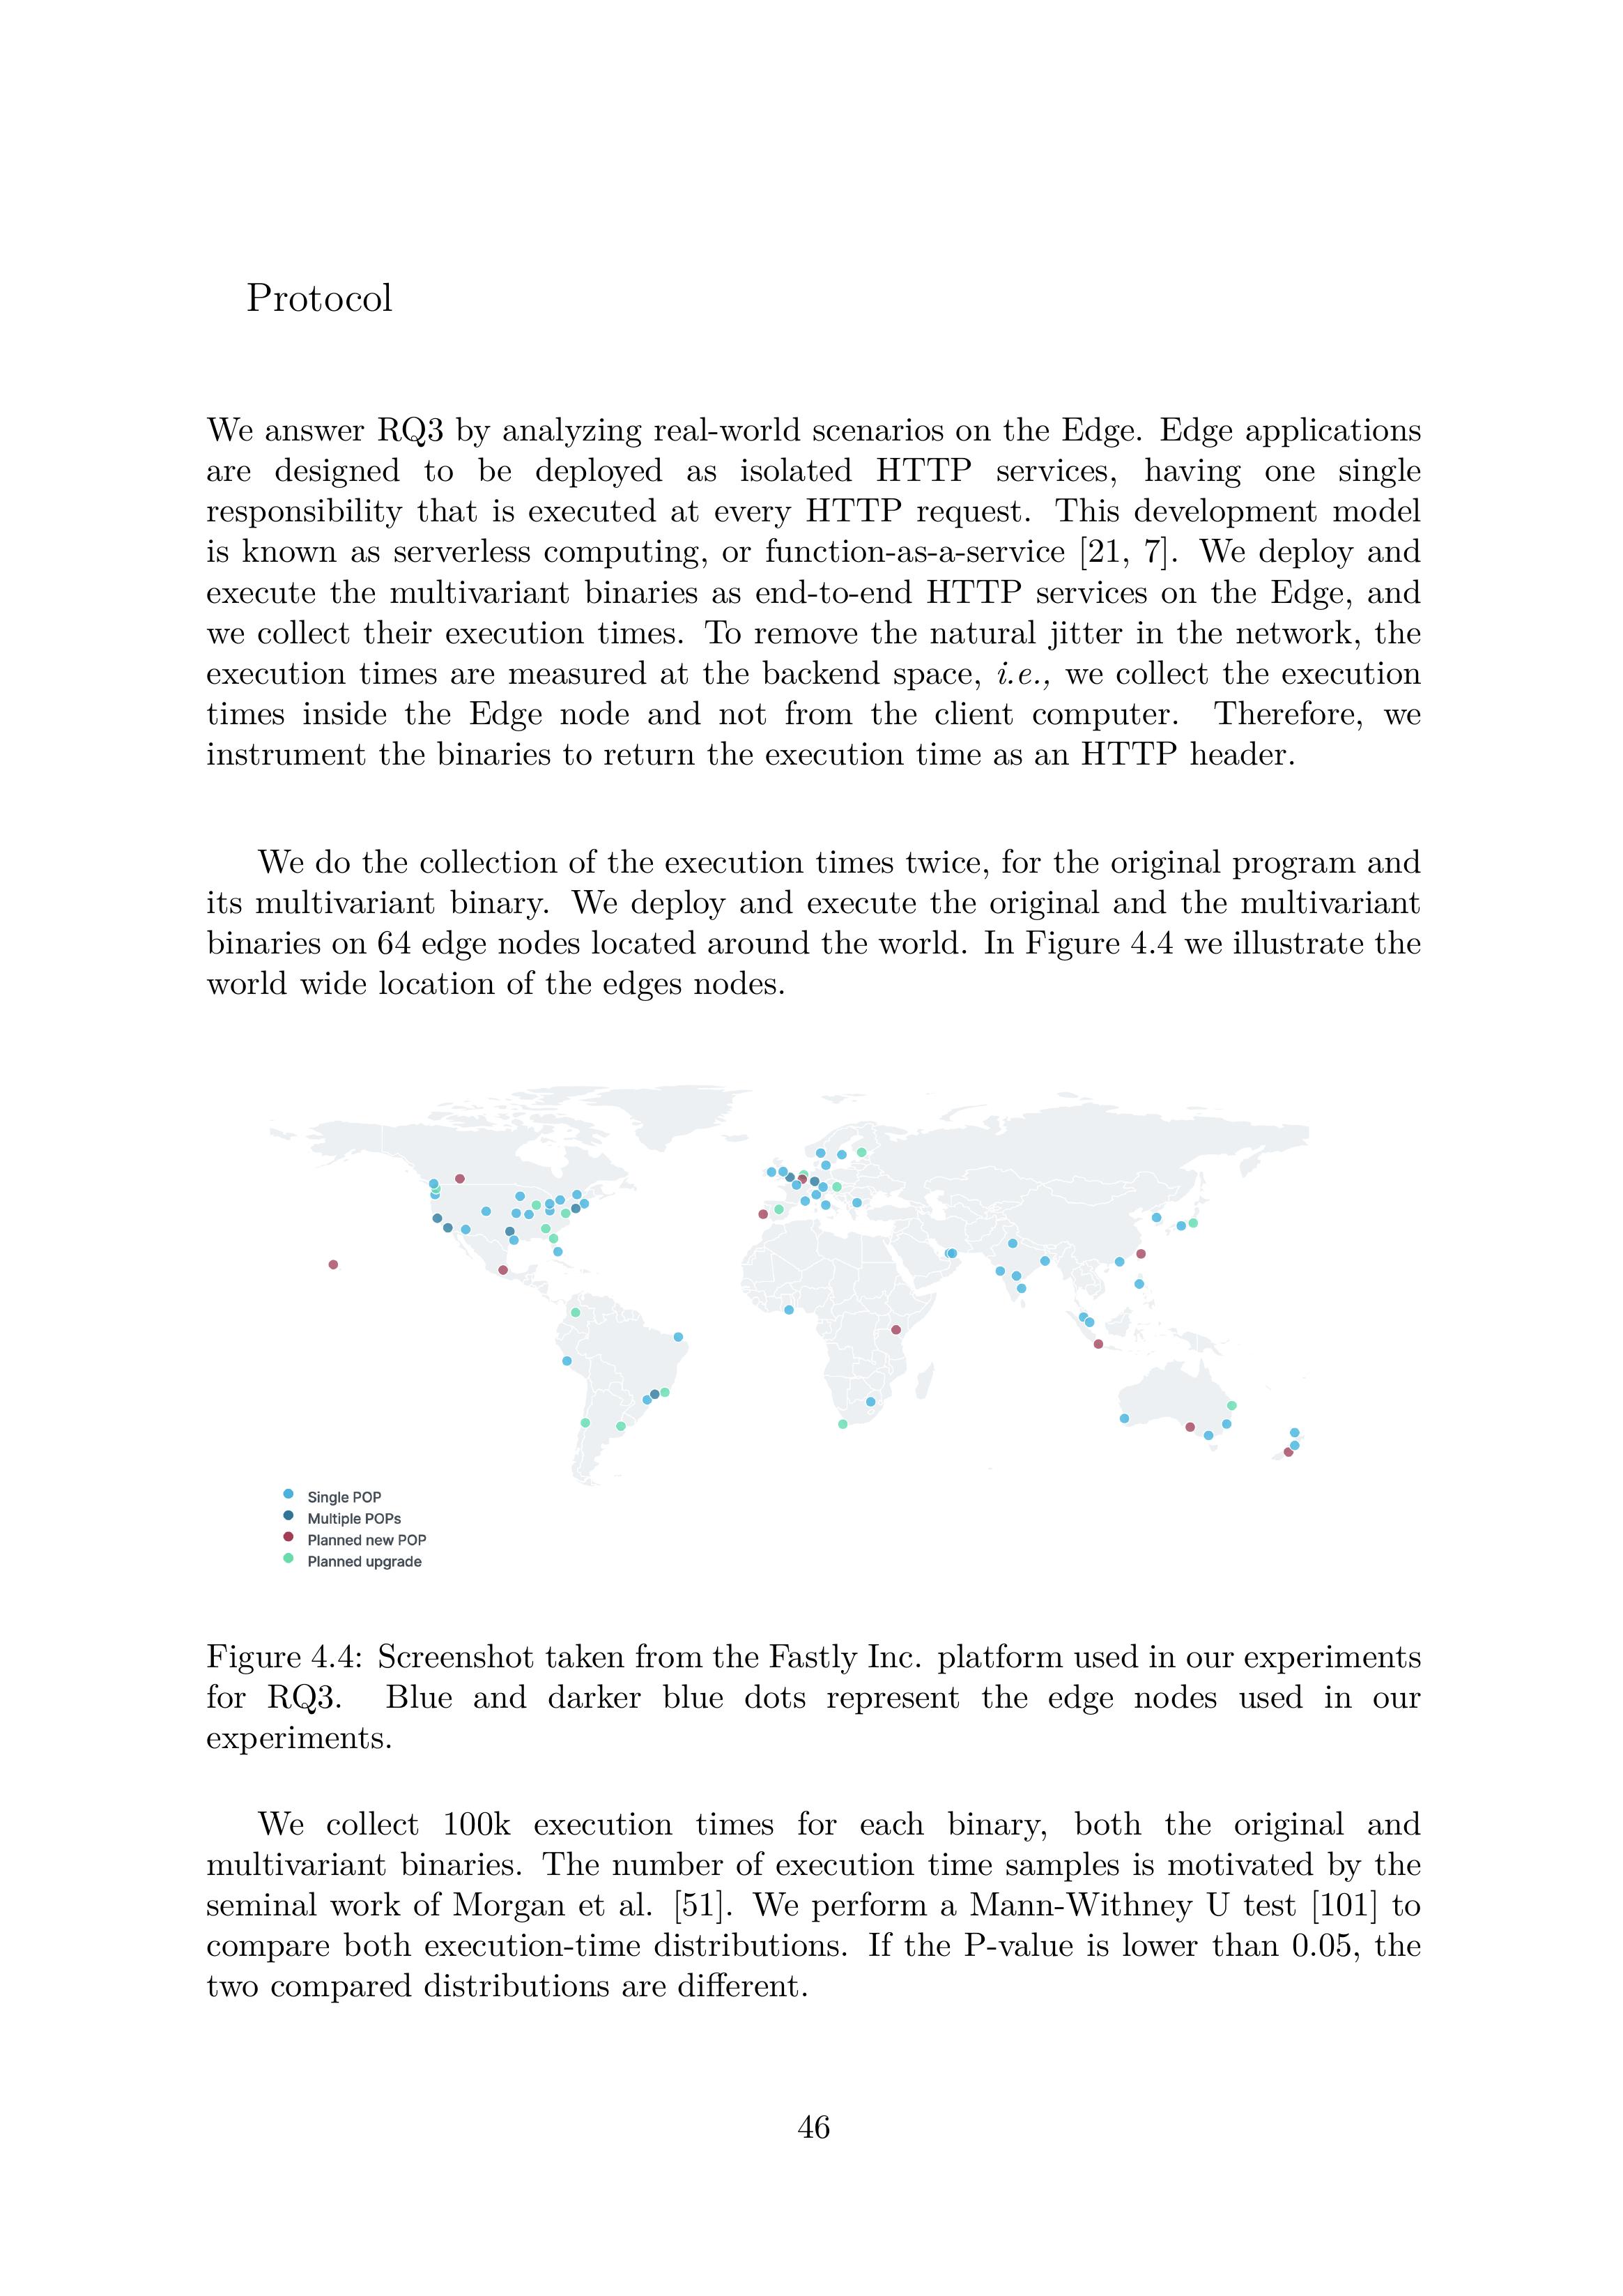 Protocol
We answer RQ3 by analyzing real-world scenarios on the Edge. Edge applications
are designed to be deployed as isolated HTTP services, having one single
responsibility that is executed at every HTTP request. This development model
is known as serverless computing, or function-as-a-service [21, 7]. We deploy and
execute the multivariant binaries as end-to-end HTTP services on the Edge, and
we collect their execution times. To remove the natural jitter in the network, the
execution times are measured at the backend space, i.e., we collect the execution
times inside the Edge node and not from the client computer. Therefore, we
instrument the binaries to return the execution time as an HTTP header.
We do the collection of the execution times twice, for the original program and
its multivariant binary. We deploy and execute the original and the multivariant
binaries on 64 edge nodes located around the world. In Figure 4.4 we illustrate the
world wide location of the edges nodes.
Single POP
Multiple POPs
Planned new POP
Planned upgrade
Figure 4.4: Screenshot taken from the Fastly Inc. platform used in our experiments
for RQ3. Blue and darker blue dots represent the edge nodes used in our
experiments.
We collect 100k execution times for each binary, both the original and
multivariant binaries. The number of execution time samples is motivated by the
seminal work of Morgan et al. [51]. We perform a Mann-Withney U test [101] to
compare both execution-time distributions. If the P-value is lower than 0.05, the
two compared distributions are different.
46